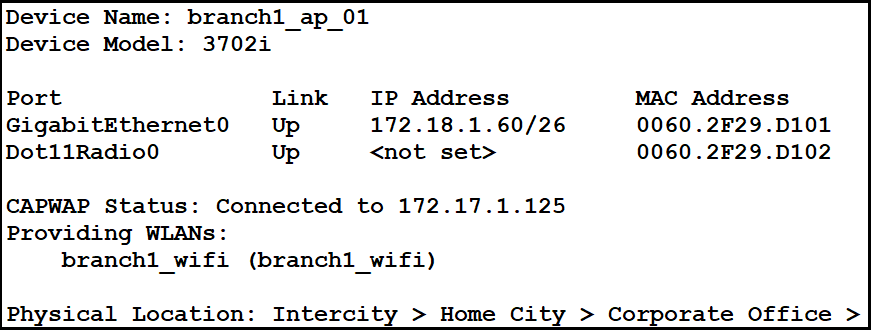 Device Name: branch1_ap_01
Device Model: 3702i
Port Link IP Address MAC Address
GigabitEthernet0 Up 172.18.1.60/26 0060.2F29.D101
Dot11Radio0 Up <not set> 0060.2F29.D102
CAPWAP Status: Connected to 172.17.1.125
Providing WLANs:
branch1_wifi (branch1_wifi)
Physical Location: Intercity > Home City > Corporate Office >